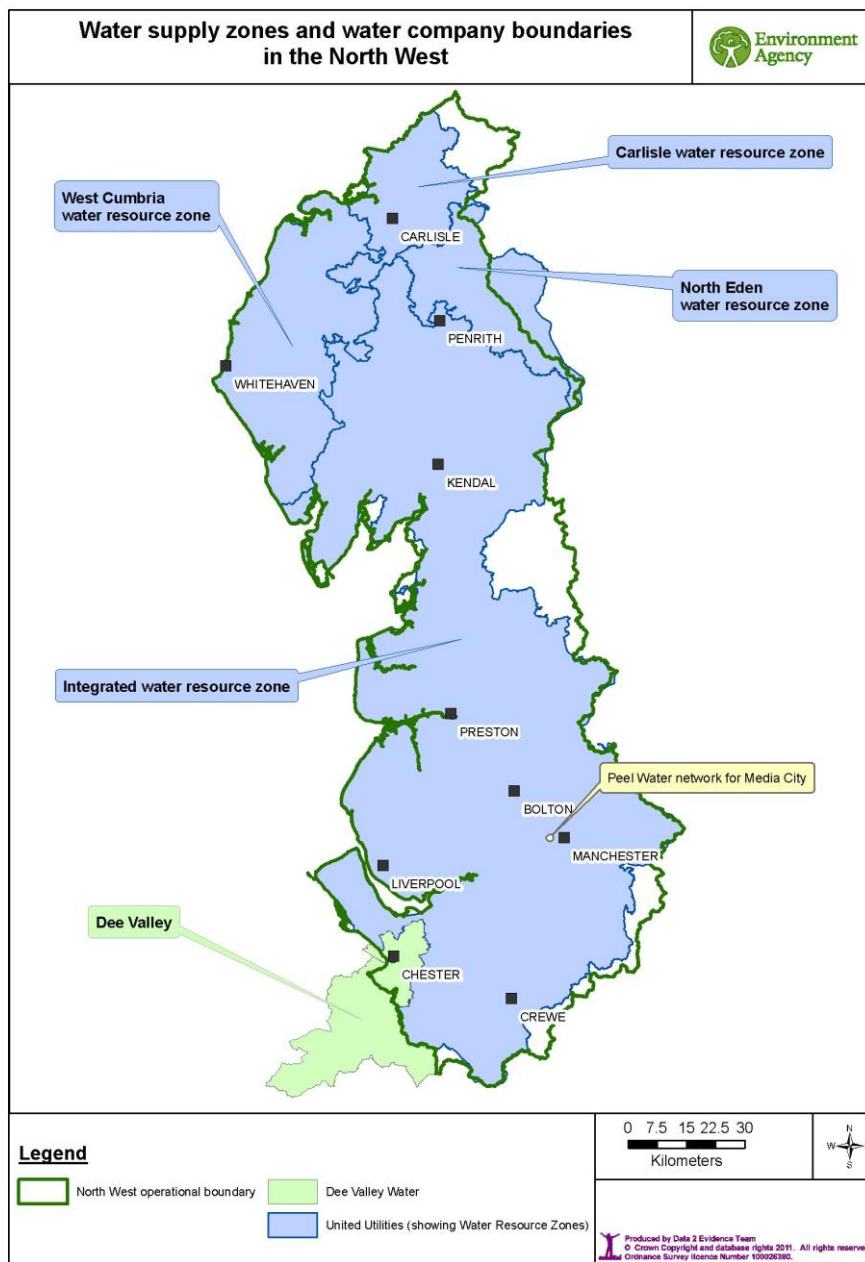 Water supply zones and water company boundaries
in the North West
Environment
Agency
Carlisle water resource zone
West Cumbria
water resource zone
CARLISLE
North Eden
water resource zone
PENRITH
WHITEHAVEN
KENDAL
Integrated water resource zone
PRESTON
Peel Water network for Media City
BOLTON
MANCHESTER
LIVERPOOL
Dee Valley
CHESTER
CREWE
Legend
North West operational boundary
Dee Valley Water
United Utilities (showing Water Resource Zones)
0 7.5 15 22.5 30
Kilometers
N
W E
S
Produced by Data 2 Evidence Team
© Crown Copyright and database rights 2011. All rights reserve
Ordnance Survey licence Number 100026380.